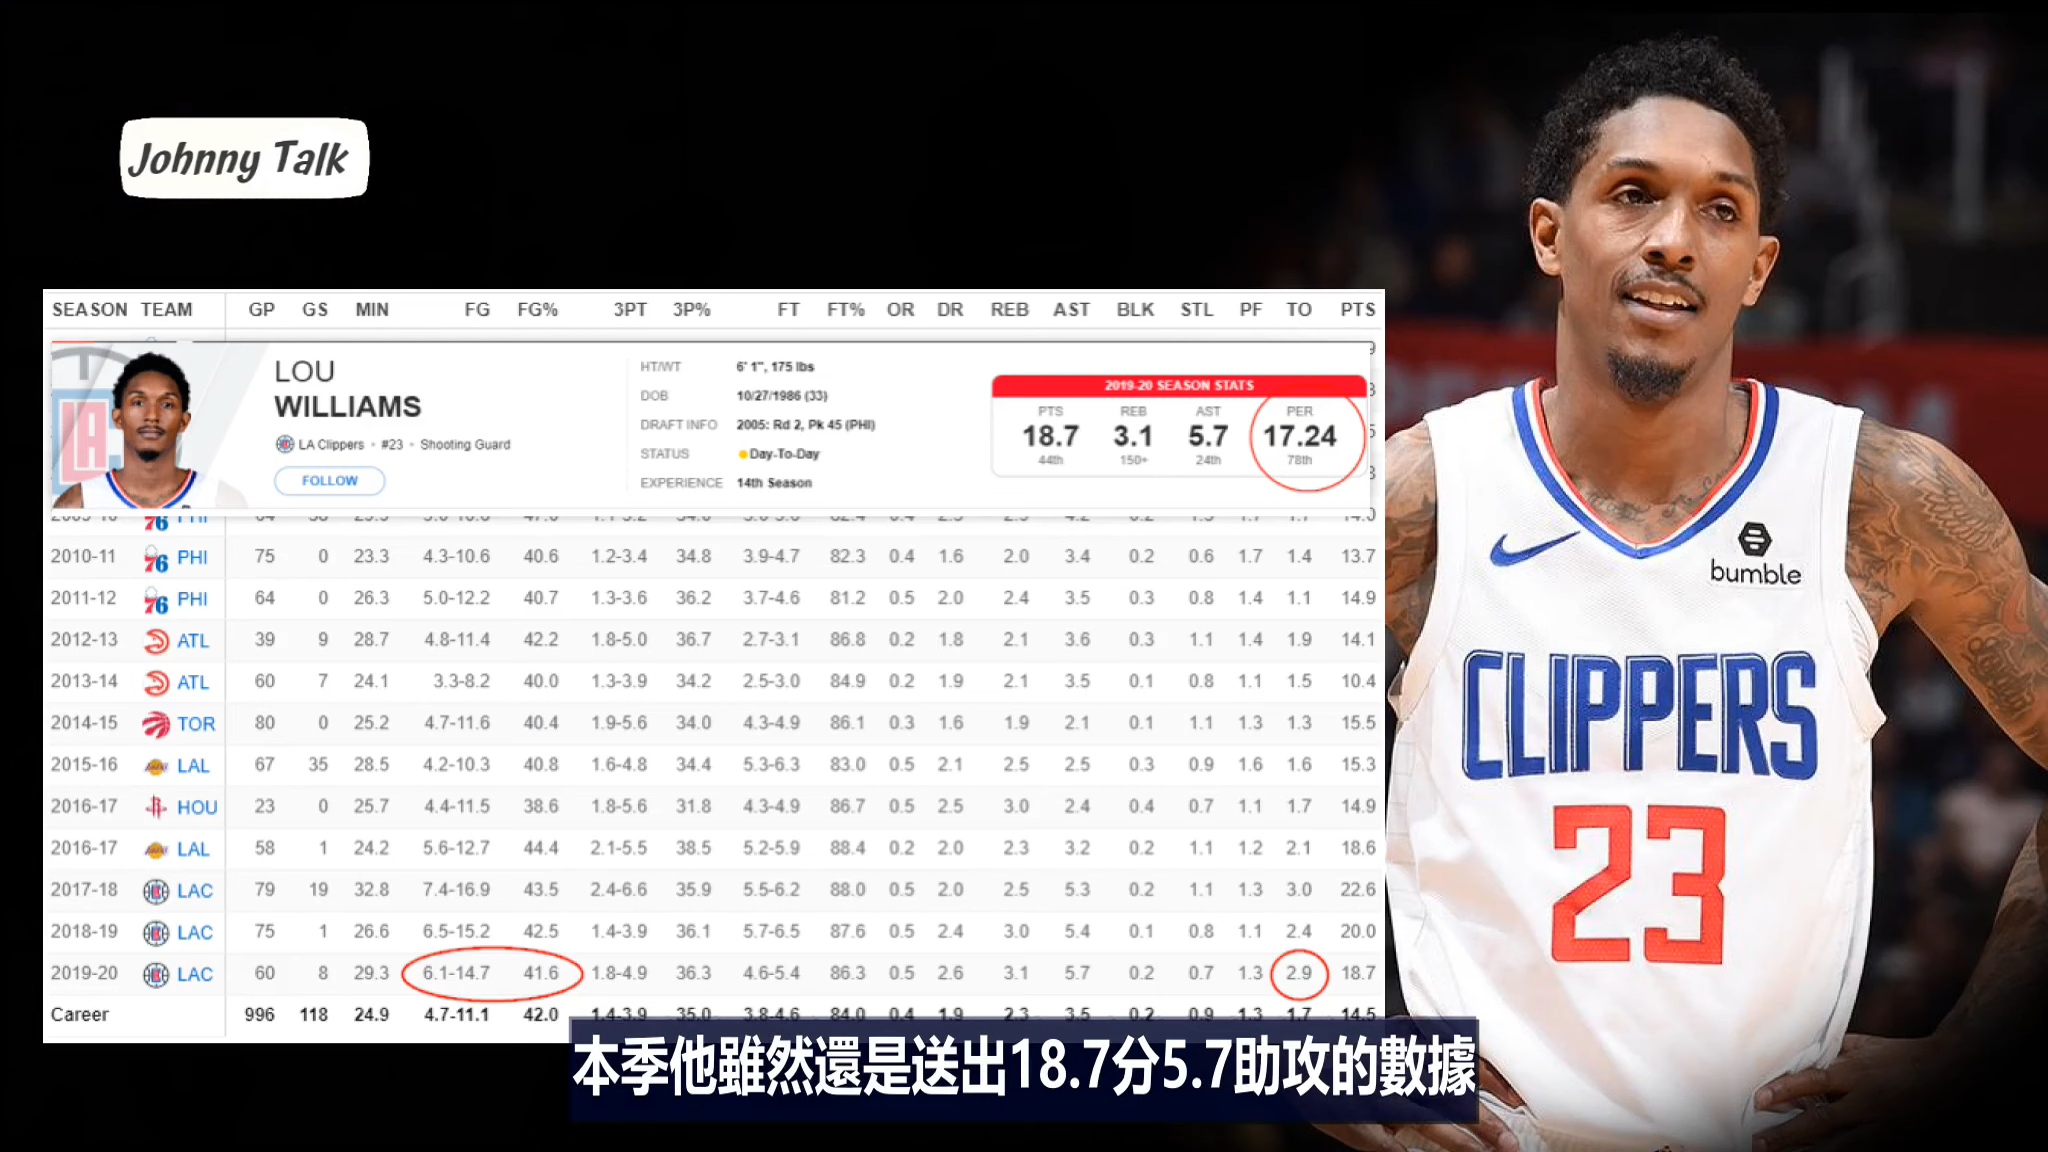 Johnny Talk
SEASON TEAM GP GS MIN FG FG% 3PT 3P% FT FT% OR DR REB AST BLK STL PF TO PTS
LOU
WILLIAMS
LA Clippers • #23 • Shooting Guard
FOLLOW
HT/WT 6' 1", 175 lbs
DOB 10/27/1986 (33)
DRAFT INFO 2005: Rd 2, Pk 45 (PHI)
STATUS Day-To-Day
EXPERIENCE 14th Season
2019-20 SEASON STATS
PTS REB AST PER
18.7 3.1 5.7 17.24
44th 150+ 24th 78th
2010-11 PHI 75 0 23.3 4.3-10.6 40.6 1.2-3.4 34.8 3.9-4.7 82.3 0.4 1.6 2.0 3.4 0.2 0.6 1.7 1.4 13.7
2011-12 PHI 64 0 26.3 5.0-12.2 40.7 1.3-3.6 36.2 3.7-4.6 81.2 0.5 2.0 2.4 3.5 0.3 0.8 1.4 1.1 14.9
2012-13 ATL 39 9 28.7 4.8-11.4 42.2 1.8-5.0 36.7 2.7-3.1 86.8 0.2 1.8 2.1 3.6 0.3 1.1 1.4 1.9 14.1
2013-14 ATL 60 7 24.1 3.3-8.2 40.0 1.3-3.9 34.2 2.5-3.0 84.9 0.2 1.9 2.1 3.5 0.1 0.8 1.1 1.5 10.4
2014-15 TOR 80 0 25.2 4.7-11.6 40.4 1.9-5.6 34.0 4.3-4.9 86.1 0.3 1.6 1.9 2.1 0.1 1.1 1.3 1.3 15.5
2015-16 LAL 67 35 28.5 4.2-10.3 40.8 1.6-4.8 34.4 5.3-6.3 83.0 0.5 2.1 2.5 2.5 0.3 0.9 1.6 1.6 15.3
2016-17 HOU 23 0 25.7 4.4-11.5 38.6 1.8-5.6 31.8 4.3-4.9 86.7 0.5 2.5 3.0 2.4 0.4 0.7 1.1 1.7 14.9
2016-17 LAL 58 1 24.2 5.6-12.7 44.4 2.1-5.5 38.5 5.2-5.9 88.4 0.2 2.0 2.3 3.2 0.2 1.1 1.2 2.1 18.6
2017-18 LAC 79 19 32.8 7.4-16.9 43.5 2.4-6.6 35.9 5.5-6.2 88.0 0.5 2.0 2.5 5.3 0.2 1.1 1.3 3.0 22.6
2018-19 LAC 75 1 26.6 6.5-15.2 42.5 1.4-3.9 36.1 5.7-6.5 87.6 0.5 2.4 3.0 5.4 0.1 0.8 1.1 2.4 20.0
2019-20 LAC 60 8 29.3 6.1-14.7 41.6 1.8-4.9 36.3 4.6-5.4 86.3 0.5 2.6 3.1 5.7 0.2 0.7 1.3 2.9 18.7
Career 996 118 24.9 4.7-11.1 42.0 1.4-3.9 35.0 3.8-4.6 84.0 0.4 1.9 2.3 3.5 0.2 0.9 1.3 1.7 14.5
本季他雖然還是送出18.7分5.7助攻的數據
bumble
CLIPPERS
23